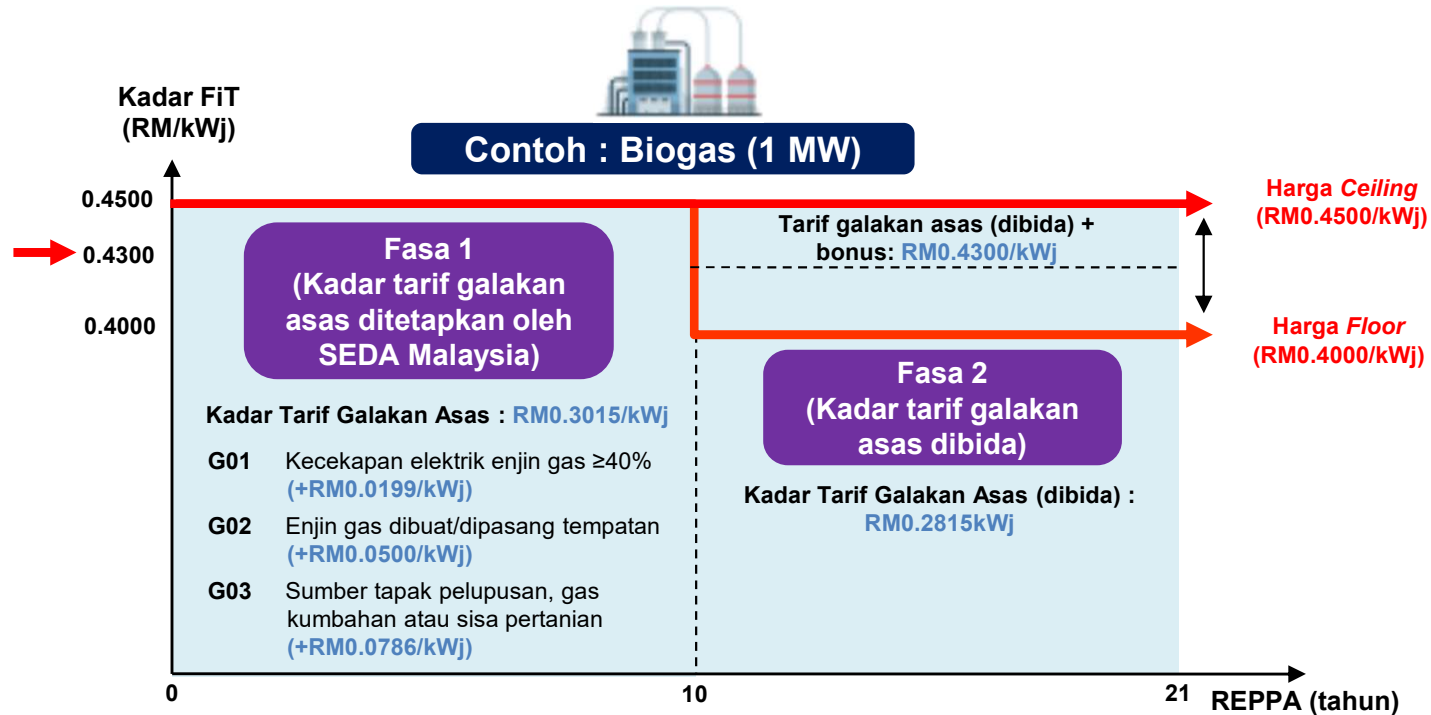 Kadar FiT
(RM/kWj)
Contoh : Biogas (1 MW)
0.4500
0.4300
0.4000
Harga Ceiling
(RM0.4500/kWj)
Tarif galakan asas (dibida) +
bonus: RM0.4300/kWj
Harga Floor
(RM0.4000/kWj)
Fasa 1
(Kadar tarif galakan
asas ditetapkan oleh
SEDA Malaysia)
Kadar Tarif Galakan Asas : RM0.3015/kWj
G01 Kecekapan elektrik enjin gas ≥40%
(+RM0.0199/kWj)
G02 Enjin gas dibuat/dipasang tempatan
(+RM0.0500/kWj)
G03 Sumber tapak pelupusan, gas
kumbahan atau sisa pertanian
(+RM0.0786/kWj)
Fasa 2
(Kadar tarif galakan
asas dibida)
Kadar Tarif Galakan Asas (dibida) :
RM0.2815kWj
0
10
21
REPPA (tahun)